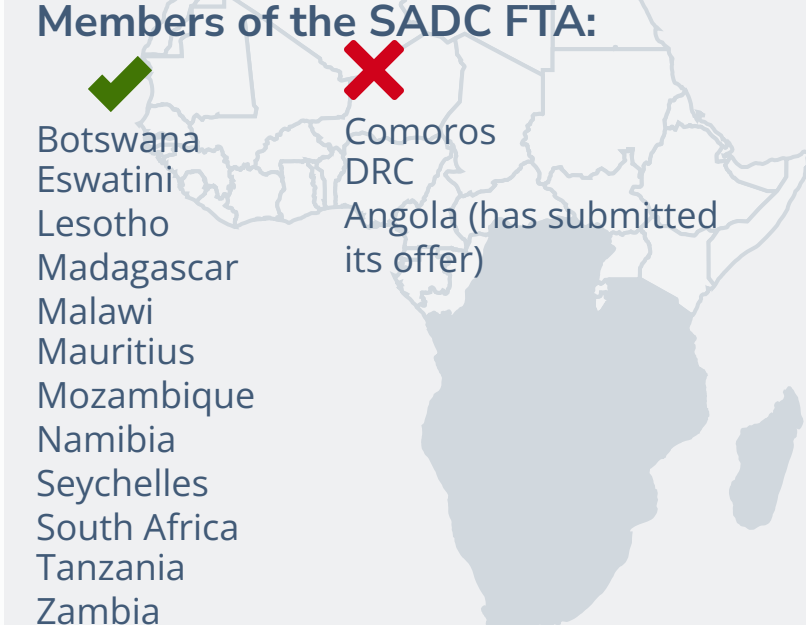 Members of the SADC FTA:
Botswana
Eswatini
Lesotho
Madagascar
Malawi
Mauritius
Mozambique
Namibia
Seychelles
South Africa
Tanzania
Zambia
Comoros
DRC
Angola (has submitted
its offer)